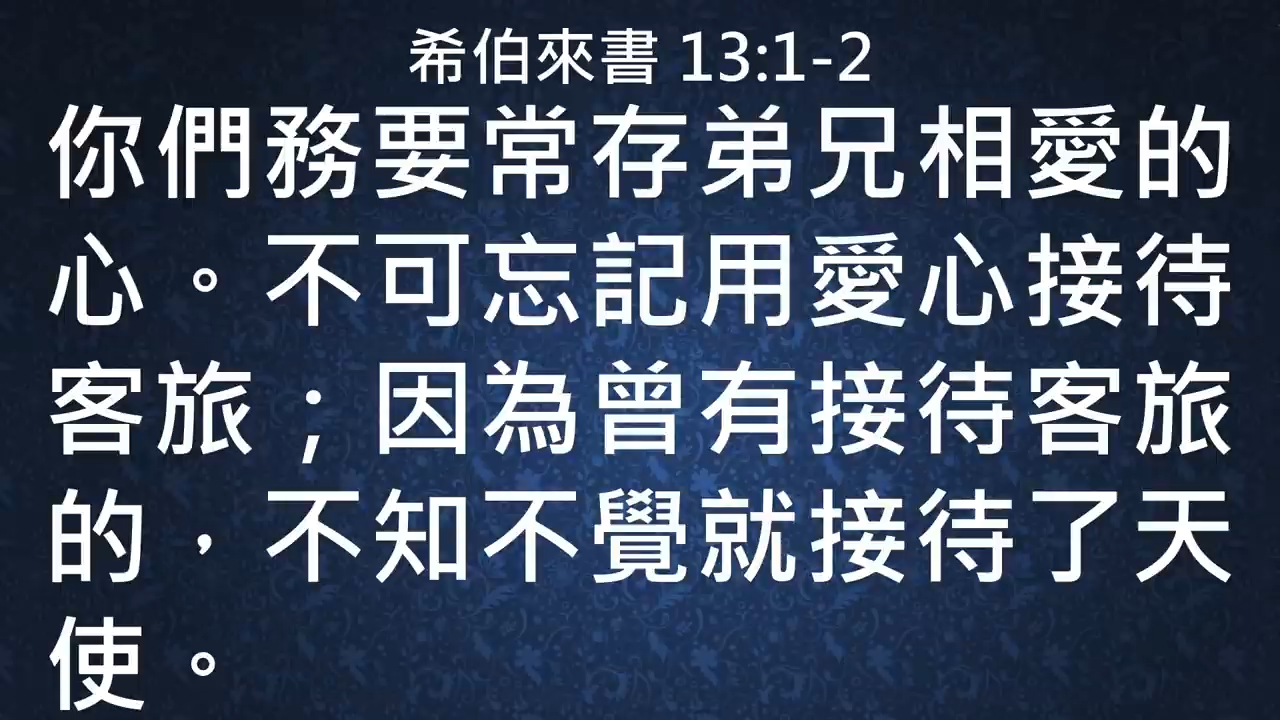 希伯來書 13:1-2
你們務要常存弟兄相愛的
心。不可忘記用愛心接待
客旅；因為曾有接待客旅
的，不知不覺就接待了天
使。